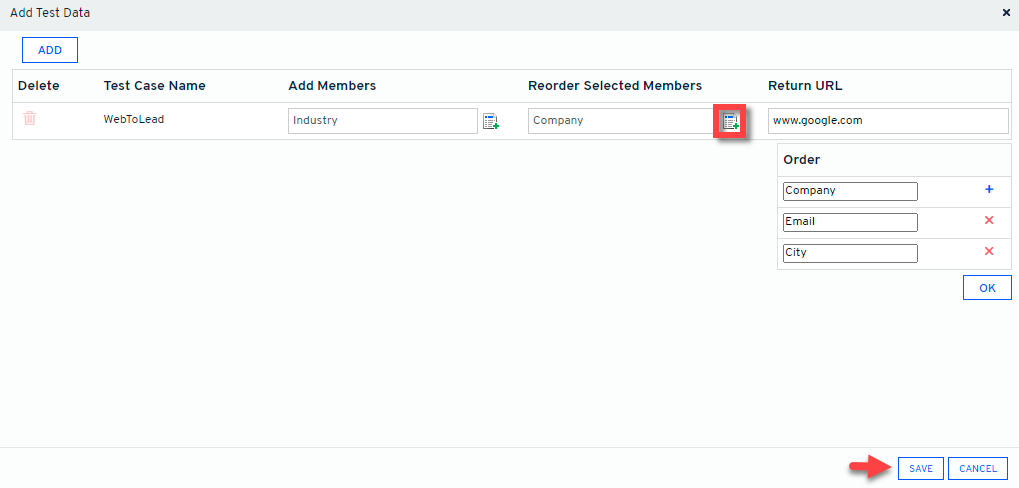 Add Test Data
ADD
Delete Test Case Name Add Members Reorder Selected Members Return URL
WebToLead Industry Company www.google.com
Order
Company
Email
City
OK
SAVE CANCEL